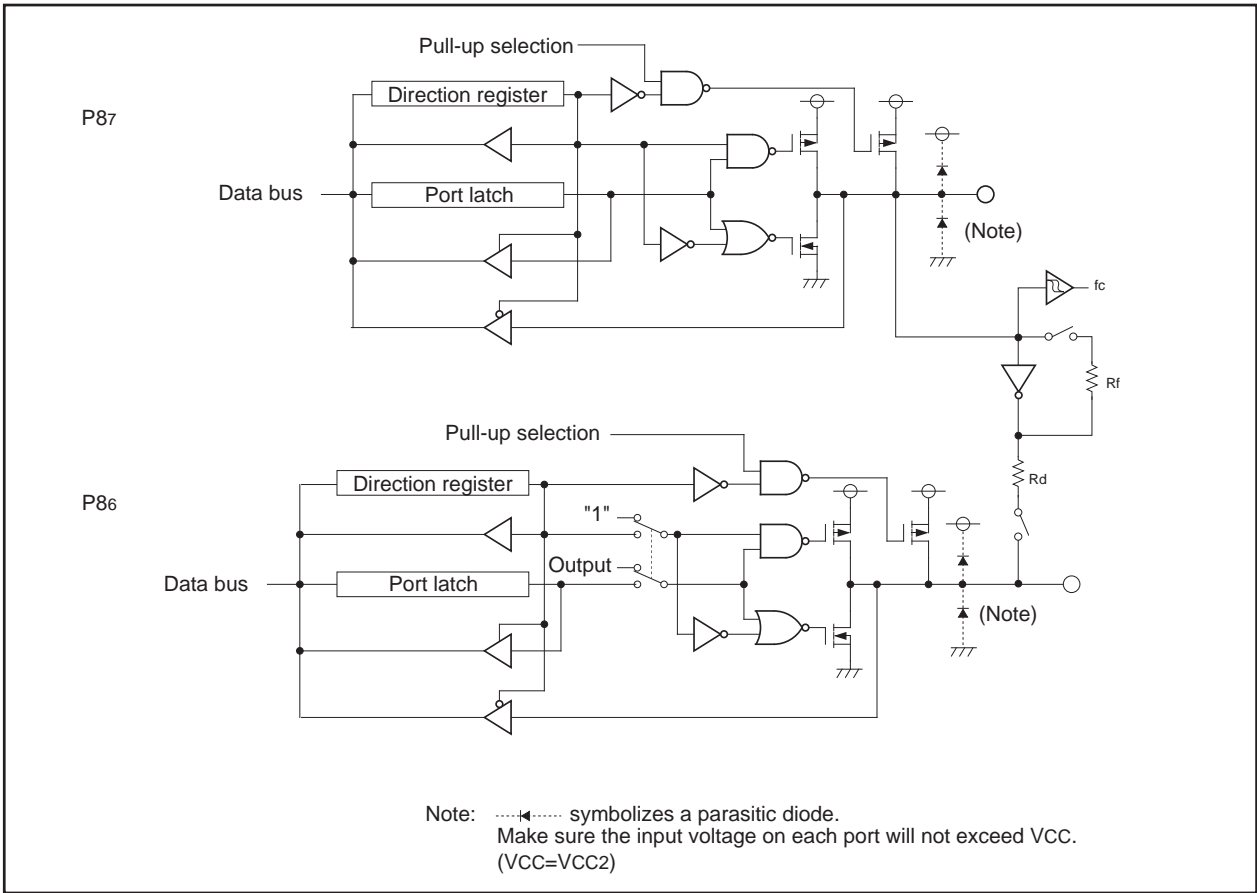 Pull-up selection
Direction register
P87
Data bus
Port latch
(Note)
fc
Rf
Rd
Pull-up selection
Direction register
P86
"1"
Output
Data bus
Port latch
(Note)
Note: symbolizes a parasitic diode.
Make sure the input voltage on each port will not exceed VCC.
(VCC=VCC2)